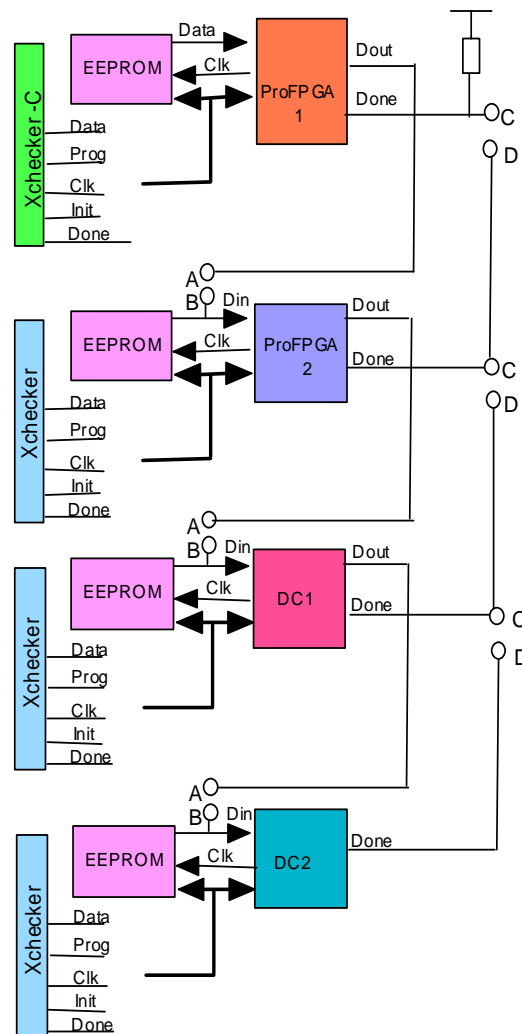 Xchecker -C
Data
Prog
Clk
Init
Done
EEPROM
Data
Clk
ProFPGA
1
Dout
Done
C
D
A
B
Xchecker
Data
Prog
Clk
Init
Done
EEPROM
Din
Clk
ProFPGA
2
Dout
Done
C
D
A
B
Xchecker
Data
Prog
Clk
Init
Done
EEPROM
Din
Clk
DC1
Dout
Done
C
D
A
B
Xchecker
Data
Prog
Clk
Init
Done
EEPROM
Din
Clk
DC2
Done